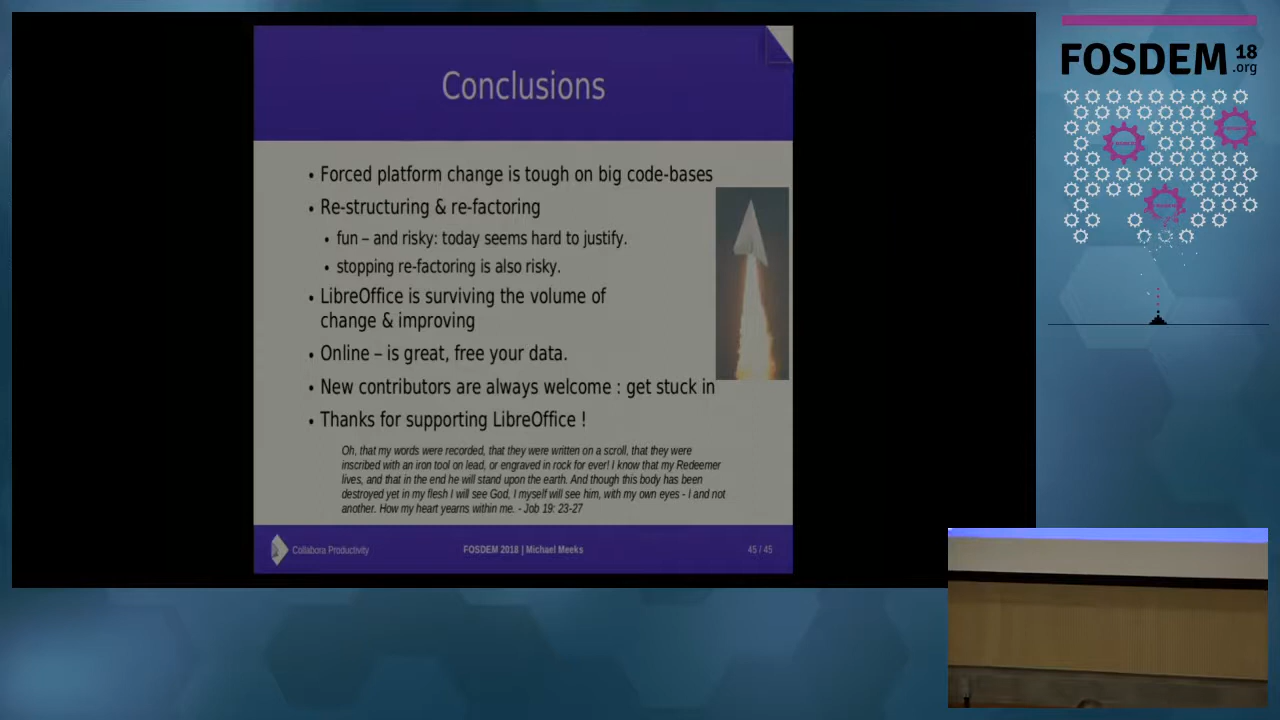 Conclusions
• Forced platform change is tough on big code-bases
• Re-structuring & re-factoring
• fun – and risky: today seems hard to justify.
• stopping re-factoring is also risky.
• LibreOffice is surviving the volume of
change & improving
• Online – is great, free your data.
• New contributors are always welcome : get stuck in
• Thanks for supporting LibreOffice !
Oh, that my words were recorded, that they were written on a scroll, that they were
inscribed with an iron tool on lead, or engraved in rock for ever! I know that my Redeemer
lives, and that in the end he will stand upon the earth. And though this body has been
destroyed yet in my flesh I will see God, I myself will see him, with my own eyes - I and not
another. How my heart yearns within me. - Job 19: 23-27
Collabora Productivity
FOSDEM 2018 | Michael Meeks
45 / 45
FOSDEM 18
.org